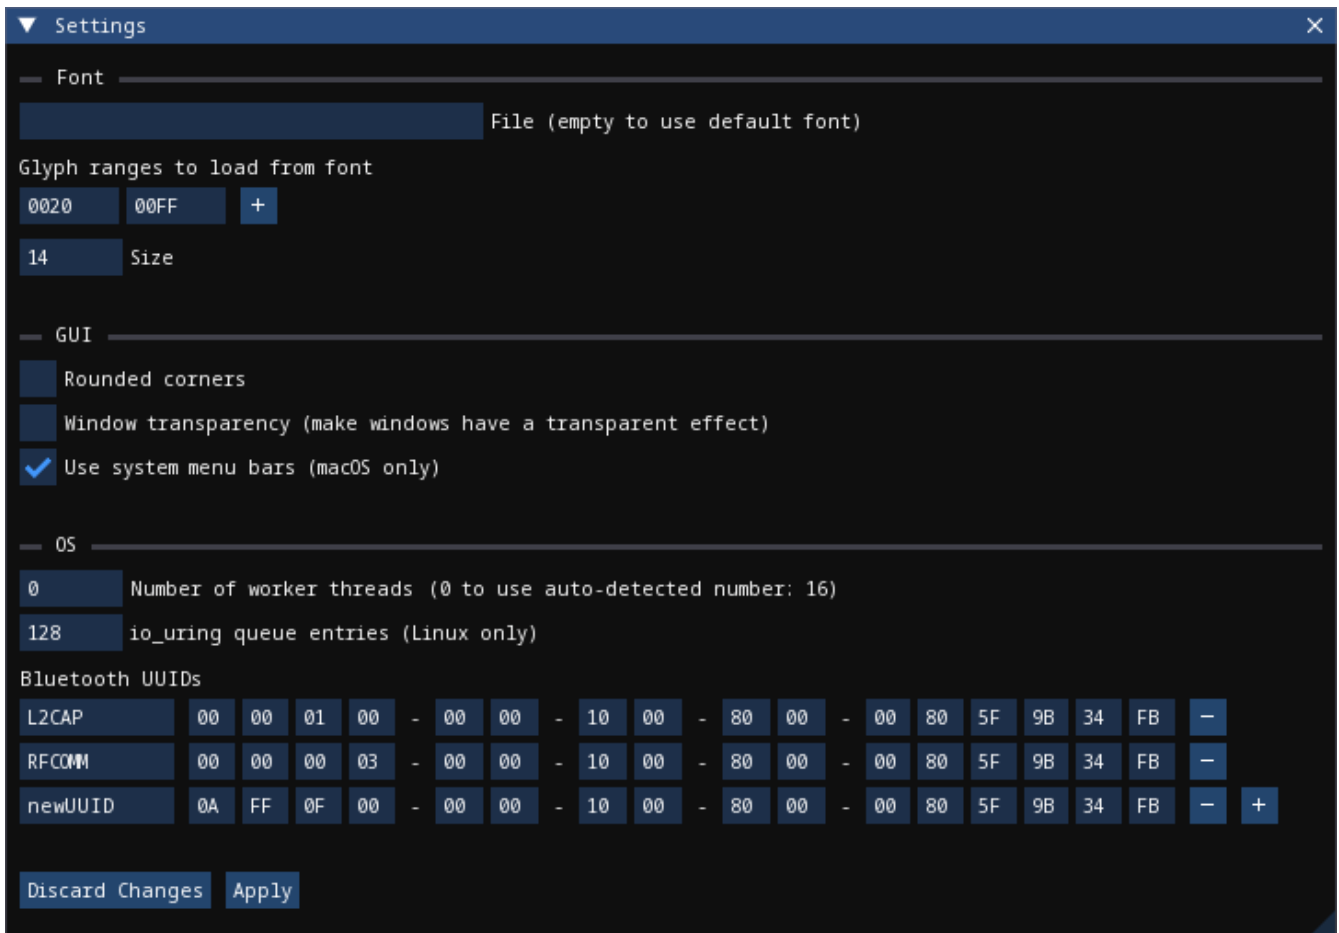 Settings
Font
File (empty to use default font)
Glyph ranges to load from font
0020 00FF +
14 Size
GUI
Rounded corners
Window transparency (make windows have a transparent effect)
Use system menu bars (macOS only)
OS
0 Number of worker threads (0 to use auto-detected number: 16)
128 io_uring queue entries (Linux only)
Bluetooth UUIDs
L2CAP 00 00 01 00 - 00 00 - 10 00 - 80 00 - 00 80 5F 9B 34 FB −
RFCOMM 00 00 00 03 - 00 00 - 10 00 - 80 00 - 00 80 5F 9B 34 FB −
newUUID 0A FF 0F 00 - 00 00 - 10 00 - 80 00 - 00 80 5F 9B 34 FB − +
Discard Changes Apply